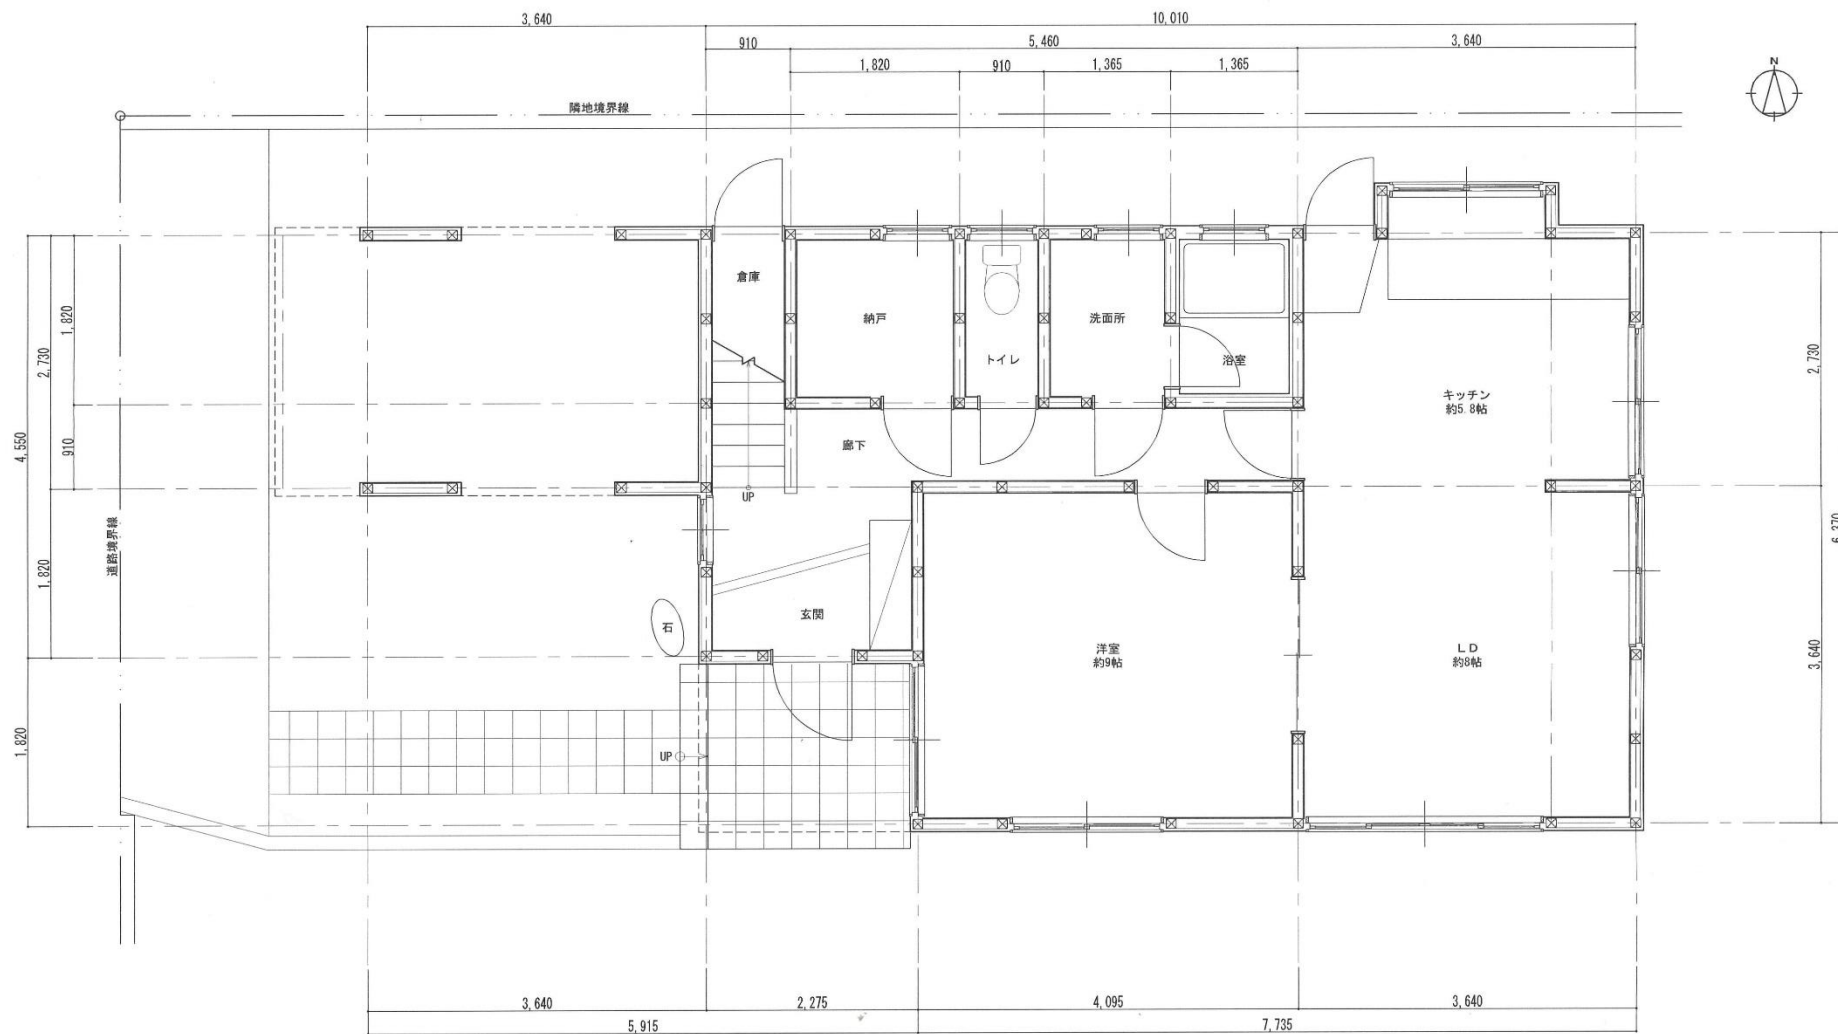 3,640
10,010
910
5,460
3,640
1,820
910
1,365
1,365
N
隣地境界線
倉庫
納戸
トイレ
洗面所
浴室
キッチン
約5.8帖
廊下
UP
玄関
石
洋室
約9帖
LD
約8帖
UP
道路境界線
4,550
2,730
1,820
910
1,820
1,820
2,730
6,370
3,640
3,640
2,275
4,095
3,640
5,915
7,735